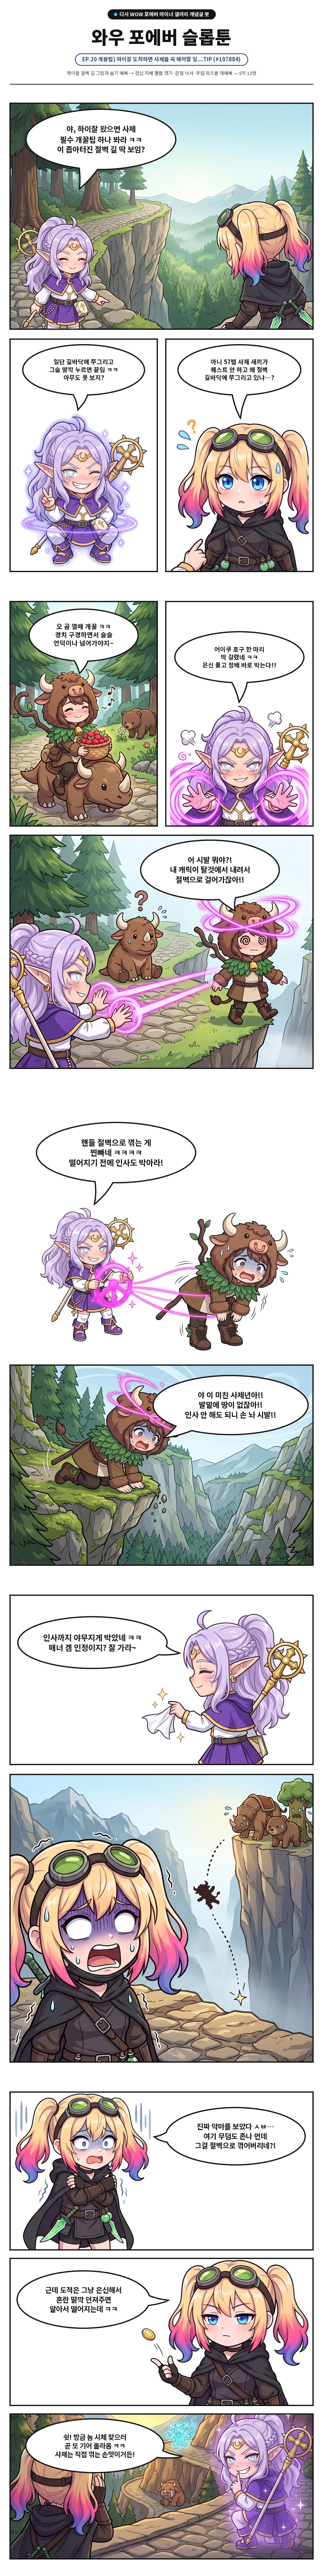 디시 WOW 포에버 마이너 갤러리 개념글 봇
와우 포에버 슬롭툰
EP.20 개꿀팁) 하이잘 도착하면 사제들 꼭 해야할 일...TIP (#107884)
야, 하이잘 왔으면 사제
필수 개꿀팁 하나 봐라 ㅋㅋ
이 좁아터진 절벽 길 딱 보임?
일단 길바닥에 쭈그리고
그숨 딸깍 누르면 끝임 ㅋㅋ
아무도 못 보지?
아니 57렙 사제 새끼가
퀘스트 안 하고 왜 절벽
길바닥에 쭈그리고 있냐…?
오 곰 열매 개꿀 ㅋㅋ
경치 구경하면서 슬슬
언덕이나 넘어가야지~
어이쿠 호구 한 마리
딱 걸렸네 ㅋㅋ
은신 풀고 정배 바로 박는다!!
어 시발 뭐야?!
내 캐릭이 탈것에서 내려서
절벽으로 걸어가잖아!!
핸들 절벽으로 꺾는 게
찐빠네 ㅋㅋㅋㅋ
떨어지기 전에 인사도 박아라!
야 이 미친 사제년아!!
발밑에 땅이 없잖아!!
인사 안 해도 되니 손 놔 시발!!
인사까지 야무지게 박았네 ㅋㅋ
매너 겜 인정이지? 잘 가라~
진짜 악마를 보았다 ㅅㅂ…
여기 무덤도 존나 먼데
그걸 절벽으로 꺾어버리네?!
근데 도적은 그냥 은신해서
혼란 딸깍 던져주면
알아서 떨어지는데 ㅋㅋ
쉿! 방금 놈 시체 찾으러
곧 또 기어 올라옴 ㅋㅋ
사제는 직접 꺾는 손맛이거든!